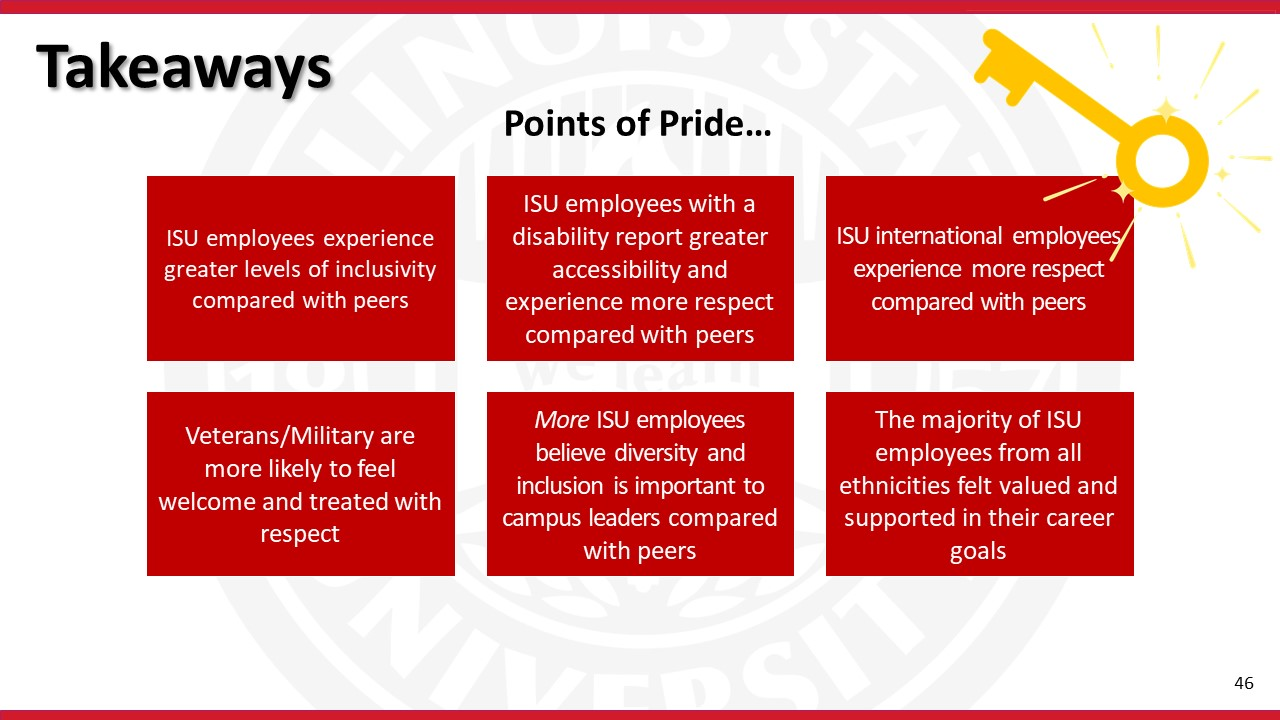 Takeaways
Points of Pride…
ISU employees experience
greater levels of inclusivity
compared with peers
ISU employees with a
disability report greater
accessibility and
experience more respect
compared with peers
ISU international employees
experience more respect
compared with peers
Veterans/Military are
more likely to feel
welcome and treated with
respect
More ISU employees
believe diversity and
inclusion is important to
campus leaders compared
with peers
The majority of ISU
employees from all
ethnicities felt valued and
supported in their career
goals
we learn
46